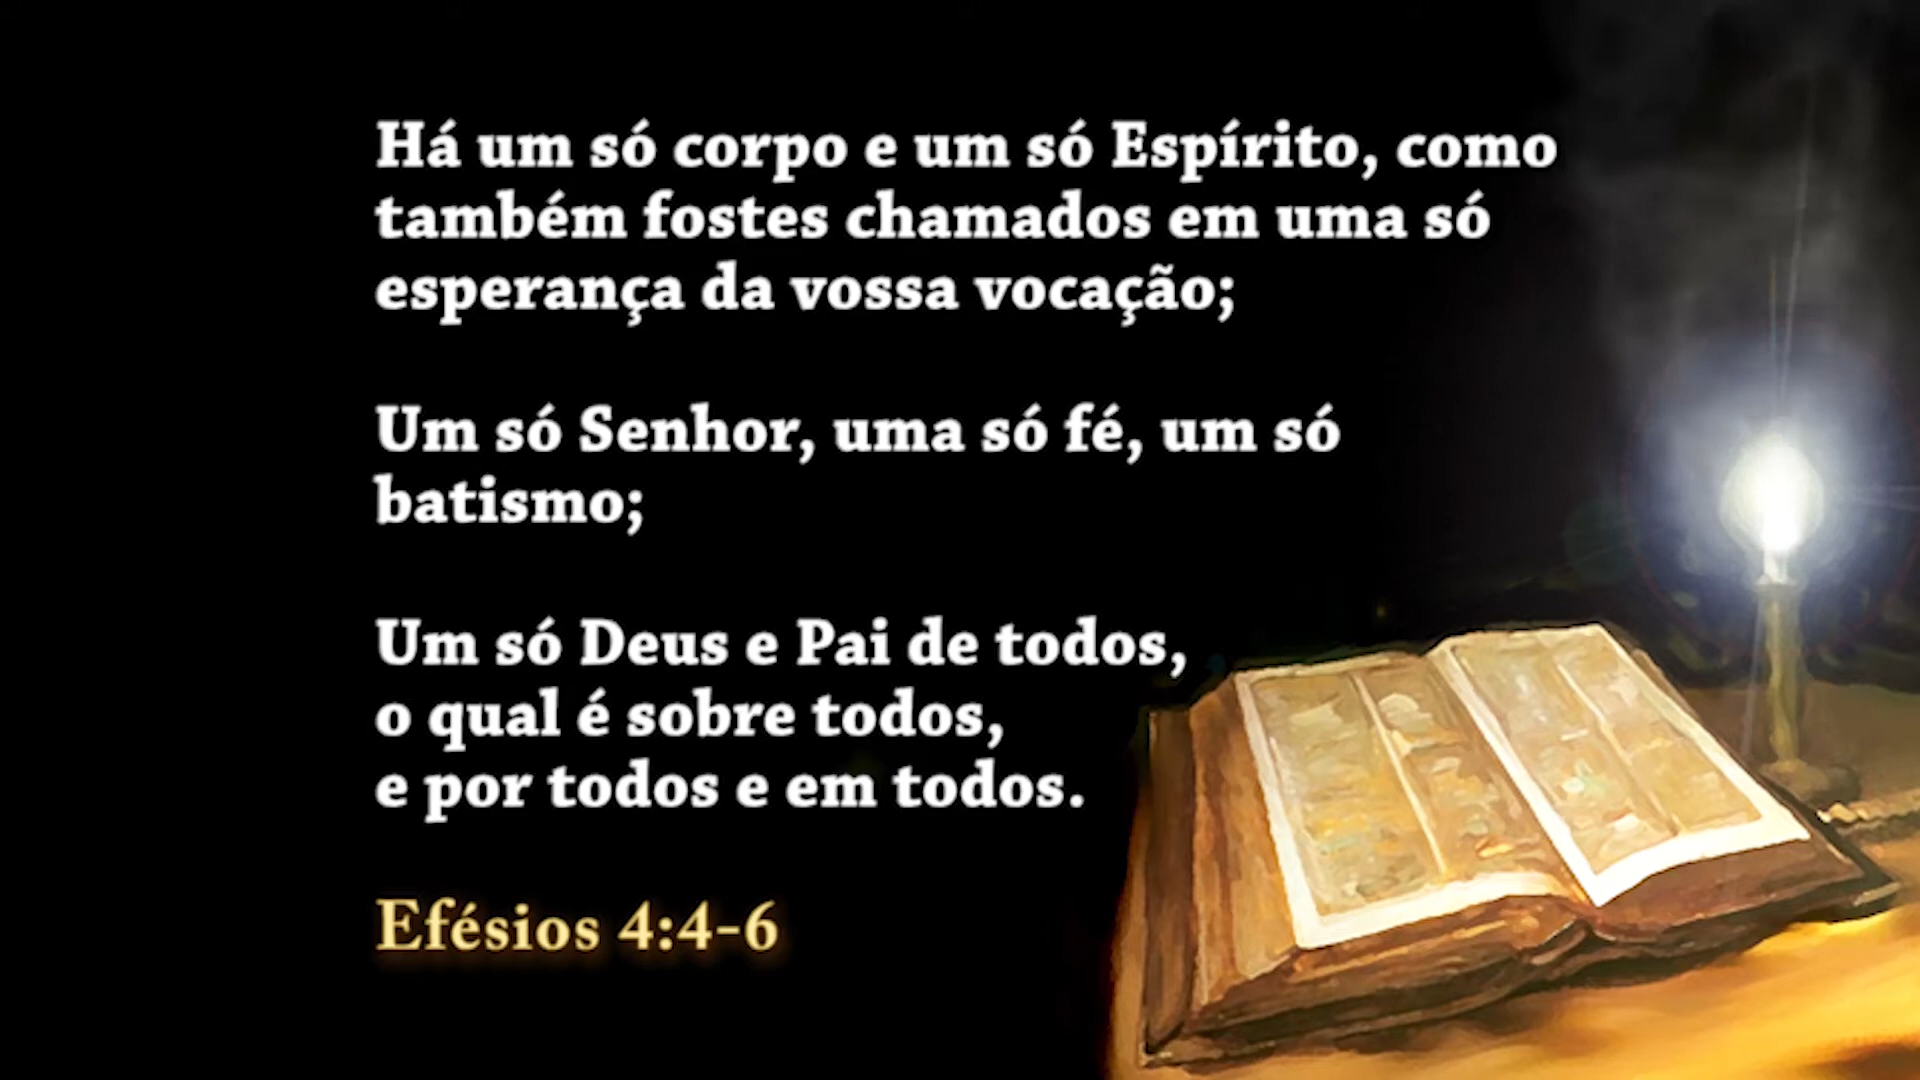 Há um só corpo e um só Espírito, como
também fostes chamados em uma só
esperança da vossa vocação;
Um só Senhor, uma só fé, um só
batismo;
Um só Deus e Pai de todos,
o qual é sobre todos,
e por todos e em todos.
Efésios 4:4-6